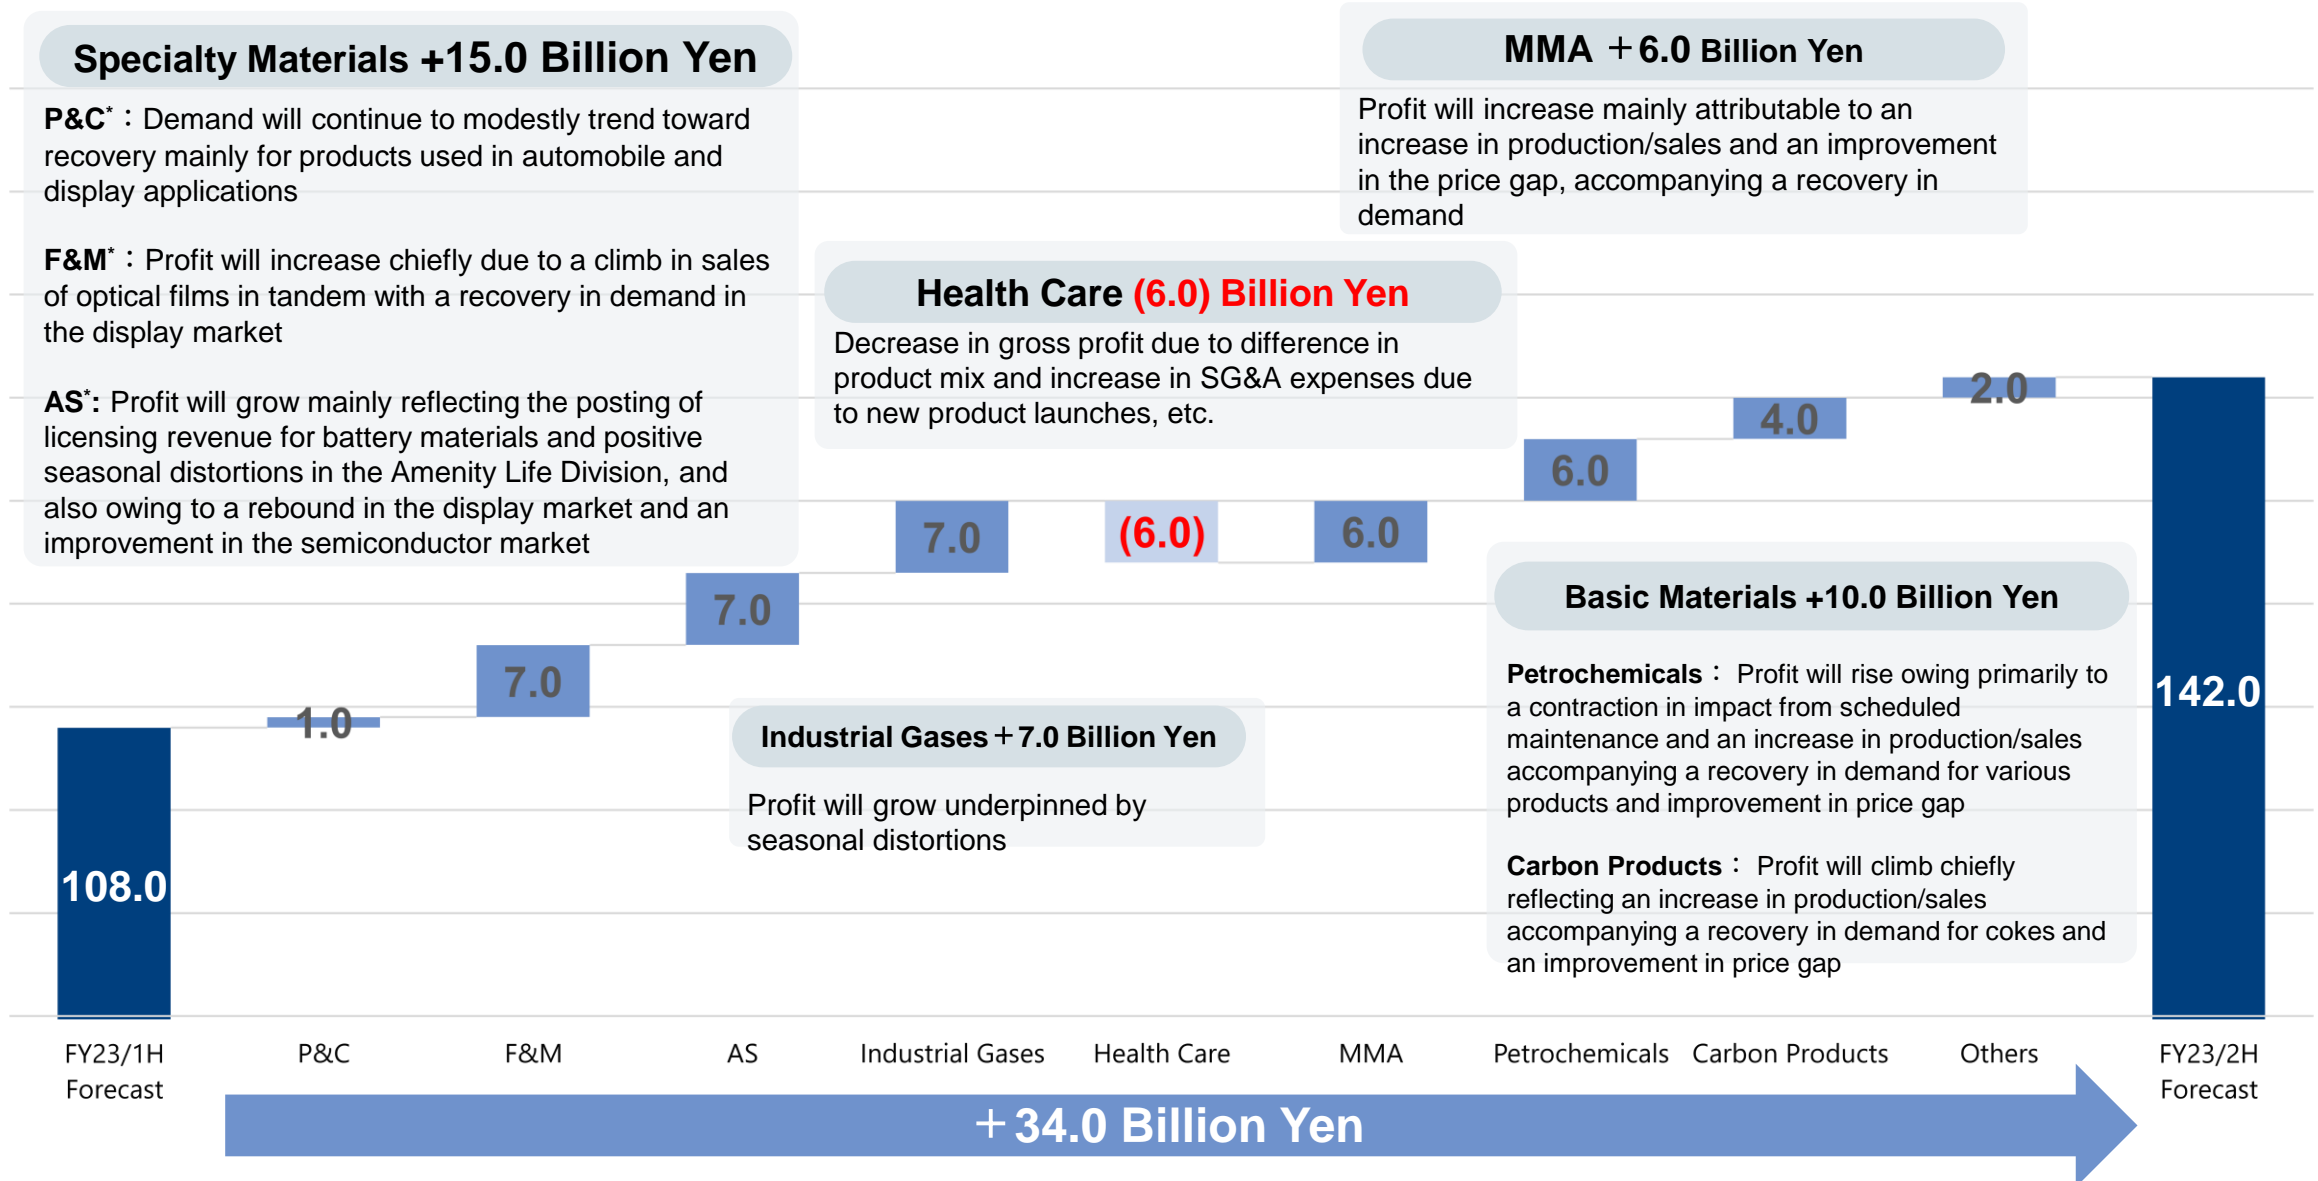 Specialty Materials +15.0 Billion Yen
P&C*：Demand will continue to modestly trend toward
recovery mainly for products used in automobile and
display applications
F&M*：Profit will increase chiefly due to a climb in sales
of optical films in tandem with a recovery in demand in
the display market
AS*: Profit will grow mainly reflecting the posting of
licensing revenue for battery materials and positive
seasonal distortions in the Amenity Life Division, and
also owing to a rebound in the display market and an
improvement in the semiconductor market
MMA ＋6.0 Billion Yen
Profit will increase mainly attributable to an
increase in production/sales and an improvement
in the price gap, accompanying a recovery in
demand
Health Care (6.0) Billion Yen
Decrease in gross profit due to difference in
product mix and increase in SG&A expenses due
to new product launches, etc.
Industrial Gases＋7.0 Billion Yen
Profit will grow underpinned by
seasonal distortions
Basic Materials +10.0 Billion Yen
Petrochemicals： Profit will rise owing primarily to
a contraction in impact from scheduled
maintenance and an increase in production/sales
accompanying a recovery in demand for various
products and improvement in price gap
Carbon Products： Profit will climb chiefly
reflecting an increase in production/sales
accompanying a recovery in demand for cokes and
an improvement in price gap
108.0
1.0
7.0
7.0
7.0
(6.0)
6.0
6.0
4.0
2.0
142.0
FY23/1H
Forecast
P&C
F&M
AS
Industrial Gases
Health Care
MMA
Petrochemicals
Carbon Products
Others
FY23/2H
Forecast
＋34.0 Billion Yen